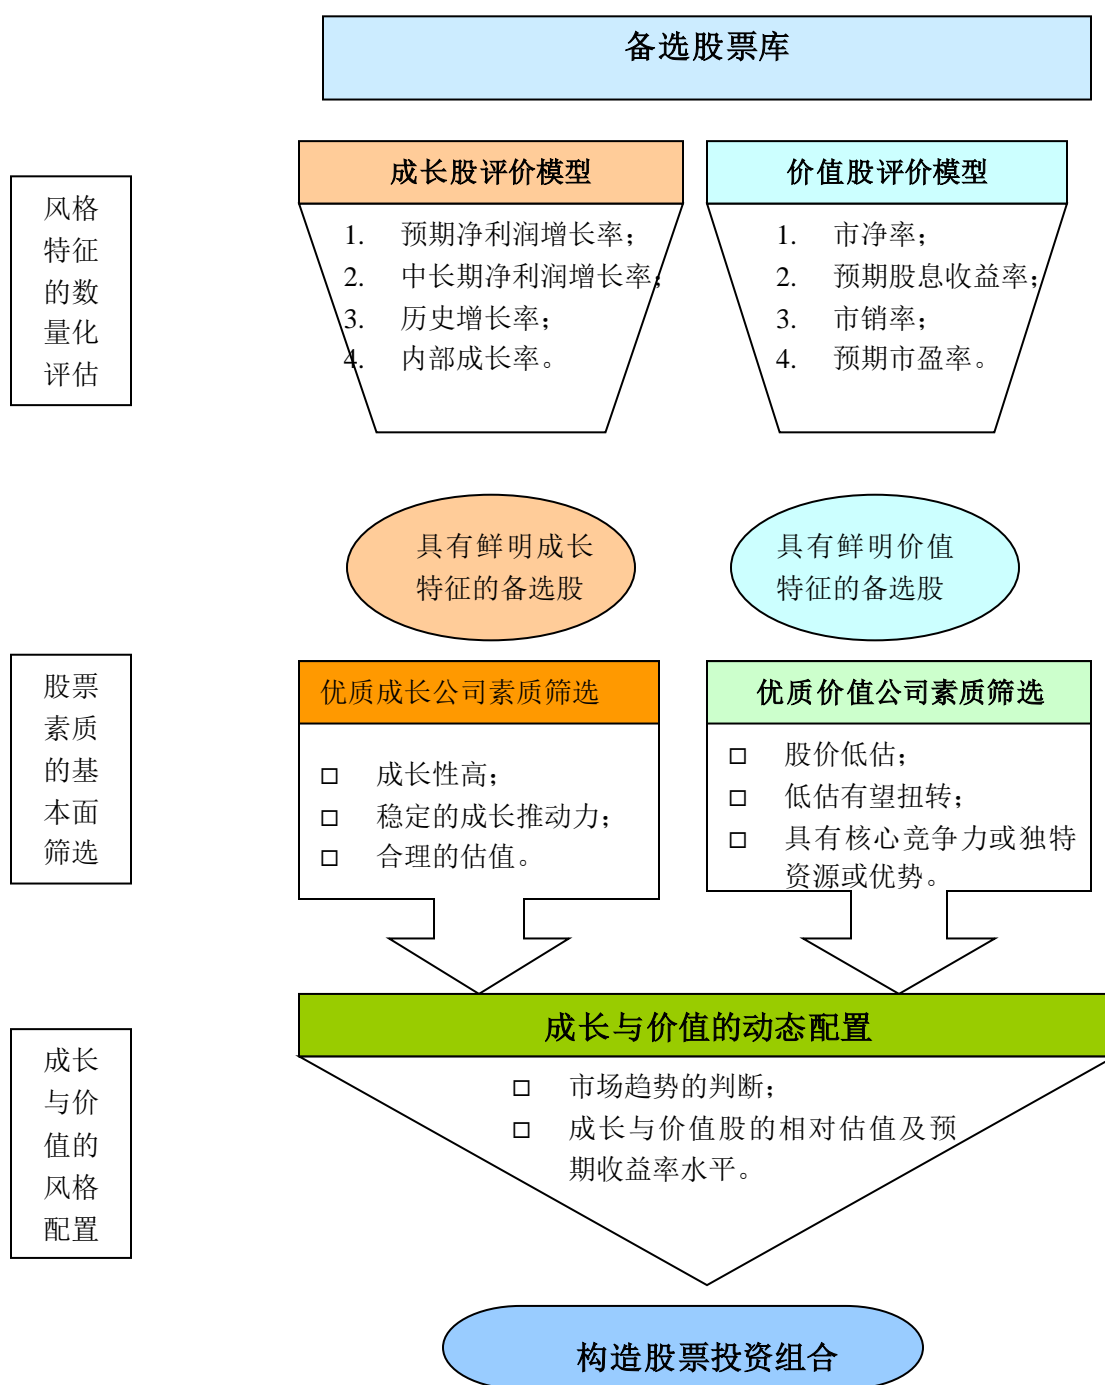 备选股票库
风格
特征
的数
量化
评估
成长股评价模型
1. 预期净利润增长率；
2. 中长期净利润增长率；
3. 历史增长率；
4. 内部成长率。
价值股评价模型
1. 市净率；
2. 预期股息收益率；
3. 市销率；
4. 预期市盈率。
具有鲜明成长
特征的备选股
具有鲜明价值
特征的备选股
股票
素质
的基
本面
筛选
优质成长公司素质筛选
□ 成长性高；
□ 稳定的成长推动力；
□ 合理的估值。
优质价值公司素质筛选
□ 股价低估；
□ 低估有望扭转；
□ 具有核心竞争力或独特
资源或优势。
成长
与价
值的
风格
配置
成长与价值的动态配置
□ 市场趋势的判断；
□ 成长与价值股的相对估值及预
期收益率水平。
构造股票投资组合